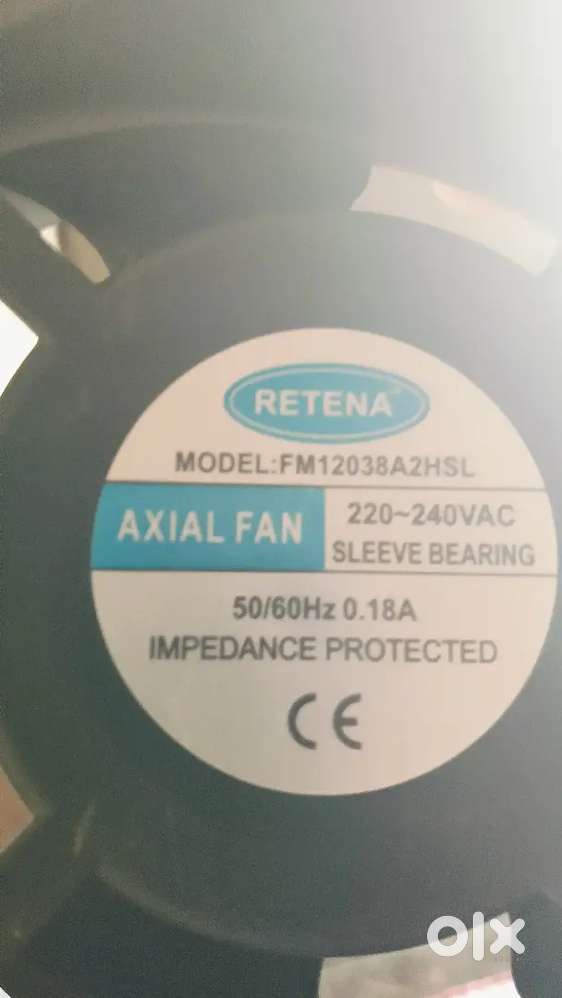 RETENA
MODEL:FM12038A2HSL
AXIAL FAN
220~240VAC
SLEEVE BEARING
50/60Hz 0.18A
IMPEDANCE PROTECTED
CE
olx